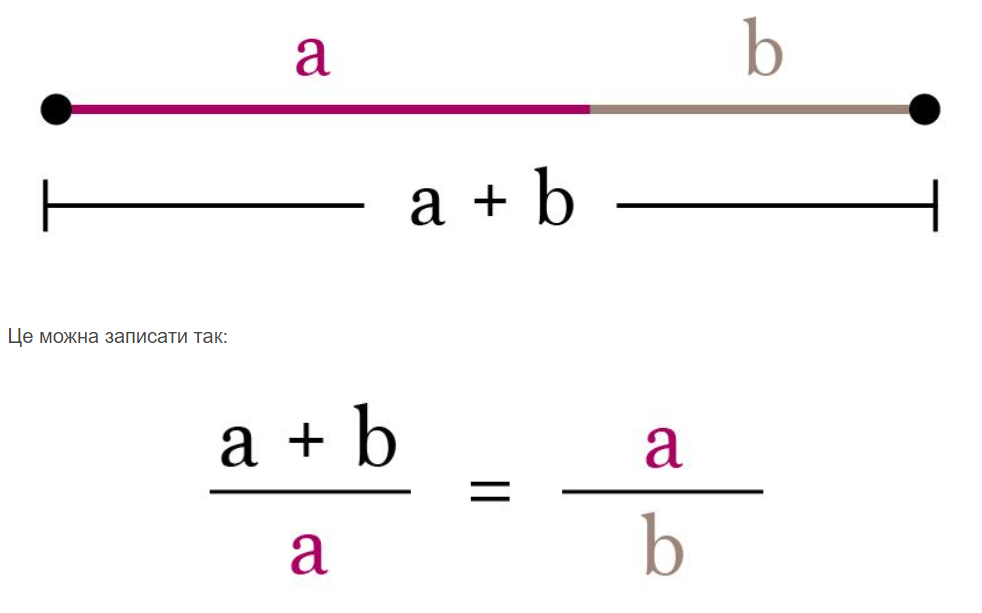 a b
a + b
Це можна записати так:
a + b = a
a b